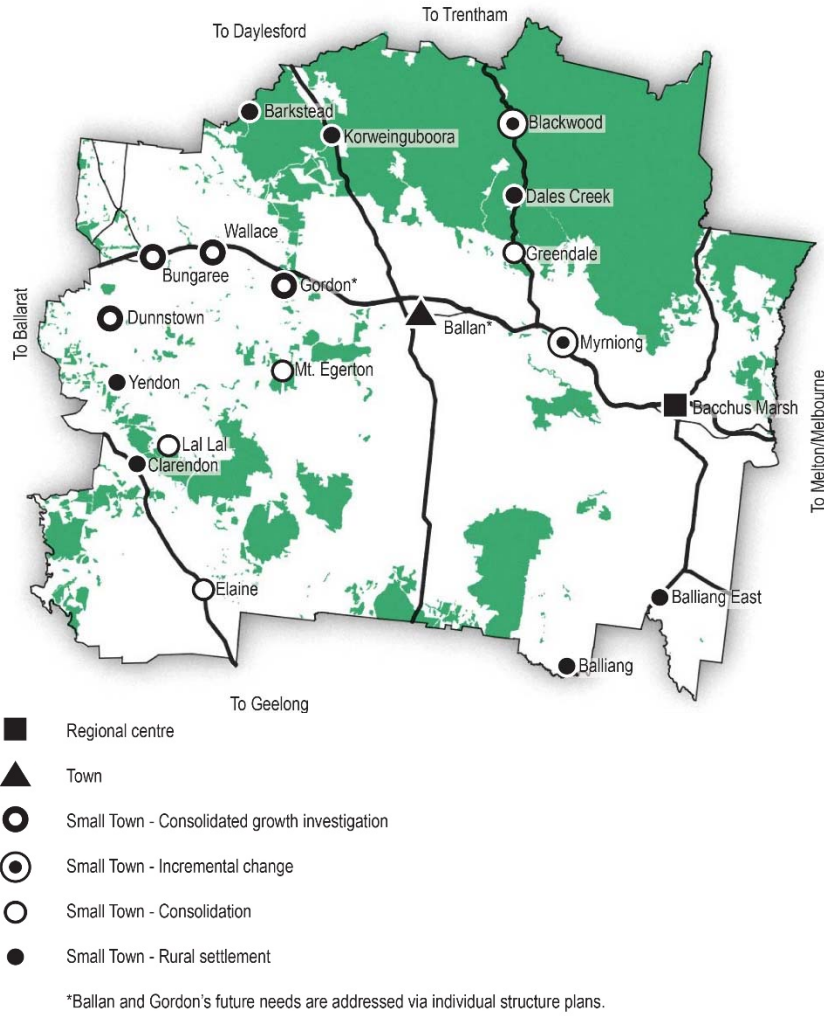 To Trentham
To Daylesford
Barkstead
Blackwood
Korweinguboora
Dales Creek
Wallace
Greendale
Bungaree
Gordon*
To Ballarat
Dunnstown
Ballan*
Myrniong
Mt. Egerton
Yendon
To Melton/Melbourne
Bacchus Marsh
Lal Lal
Clarendon
Elaine
Balliang East
Balliang
To Geelong
Regional centre
Town
Small Town - Consolidated growth investigation
Small Town - Incremental change
Small Town - Consolidation
Small Town - Rural settlement
*Ballan and Gordon's future needs are addressed via individual structure plans.